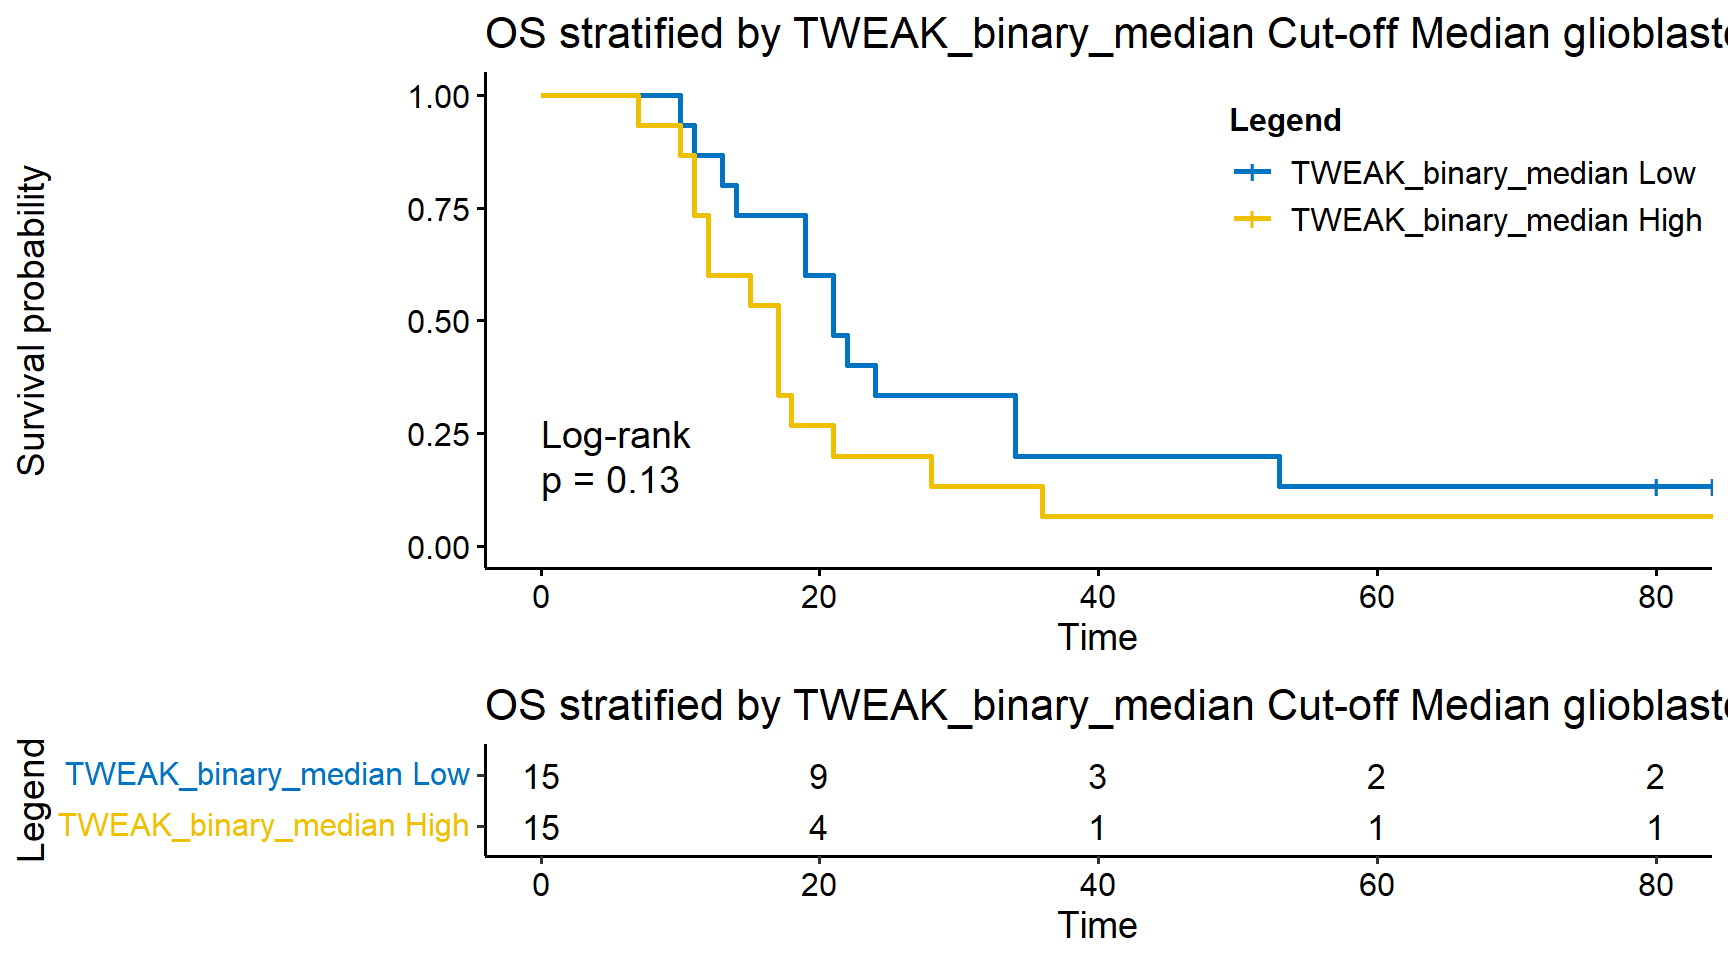 OS stratified by TWEAK_binary_median Cut-off Median
Survival probability
1.00
0.75
0.50
0.25
0.00
Legend
TWEAK_binary_median Low
TWEAK_binary_median High
Log-rank
p = 0.13
0 20 40 60 80
Time
OS stratified by TWEAK_binary_median Cut-off Median
Legend
TWEAK_binary_median Low 15 9 3 2 2
TWEAK_binary_median High 15 4 1 1 1
0 20 40 60 80
Time